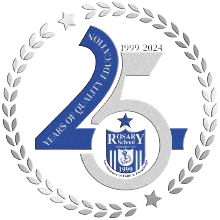 YEARS OF QUALITY EDUCATION
1999 2024
25
ROSARY
School
1999